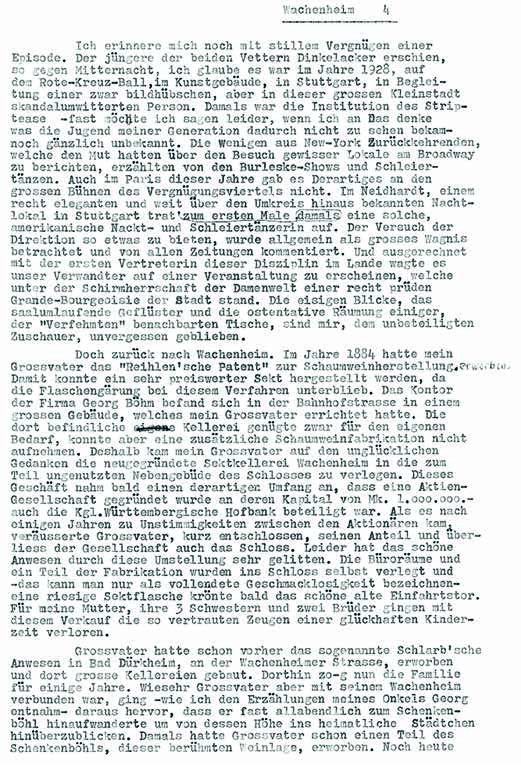 Wachenheim 4
Ich erinnere mich noch mit stillem Vergnügen einer
Episode. Der jüngere der beiden Vettern Dinkelacker erschien,
so gegen Mitternacht, ich glaube es war im Jahre 1928, auf
dem Rote-Kreuz-Ball,im Kunstgebäude, in Stuttgart, in Beglei-
tung einer zwar bildhübschen, aber in dieser grossen Kleinstadt
skandalumwitterten Person. Damals war die Institution des Strip-
tease -fast möchte ich sagen leider, wenn ich an Das denke
was die Jugend meiner Generation dadurch nicht zu sehen bekam-
noch gänzlich unbekannt. Die Wenigen aus New-York Zurückkehrenden,
welche den Mut hatten über den Besuch gewisser Lokale am Broadway
zu berichten, erzählten von den Burleske-Shows und Schleier-
tänzen. Auch im Paris dieser Jahre gab es Derartiges an den
grossen Bühnen des Vergnügungsviertels nicht. Im Neidhardt, einem
recht eleganten und weit über den Umkreis hinaus bekannten Nacht-
lokal in Stuttgart trat zum ersten Male damals eine solche,
amerikanische Nackt- und Schleiertänzerin auf. Der Versuch der
Direktion so etwas zu bieten, wurde allgemein als grosses Wagnis
betrachtet und von allen Zeitungen kommentiert. Und ausgerechnet
mit der ersten Vertreterin dieser Disziplin im Lande wagte es
unser Verwandter auf einer Veranstaltung zu erscheinen, welche
unter der Schirmherrschaft der Damenwelt einer recht prüden
Grande-Bourgeoisie der Stadt stand. Die eisigen Blicke, das
saalumlaufende Geflüster und die ostentative Räumung einiger,
der "Verfehmten" benachbarten Tische, sind mir, dem unbeteiligten
Zuschauer, unvergessen geblieben.
Doch zurück nach Wachenheim. Im Jahre 1884 hatte mein
Grossvater das "Reihlen'sche Patent" zur Schaumweinherstellung erworben.
Damit konnte ein sehr preiswerter Sekt hergestellt werden, da
die Flaschengärung bei diesem Verfahren unterblieb. Das Kontor
der Firma Georg Böhm befand sich in der Bahnhofstrasse in einem
grossen Gebäude, welches mein Grossvater errichtet hatte. Die
dort befindliche eigene Kellerei genügte zwar für den eigenen
Bedarf, konnte aber eine zusätzliche Schaumweinfabrikation nicht
aufnehmen. Deshalb kam mein Grossvater auf den unglücklichen
Gedanken die neugegründete Sektkellerei Wachenheim in die zum
Teil ungenutzten Nebengebüde des Schlosses zu verlegen. Dieses
Geschäft nahm bald einen derartigen Umfang an, dass eine Aktien-
Gesellschaft gegründet wurde an deren Kapital von Mk. 1.000.000.-
auch die Kgl.Württembergische Hofbank beteiligt war. Als es nach
einigen Jahren zu Unstimmigkeiten zwischen den Aktionären kam,
veräusserte Grossvater, kurz entschlossen, seinen Anteil und über-
liess der Gesellschaft auch das Schloss. Leider hat das schöne
Anwesen durch diese Umstellung sehr gelitten. Die Büroräume und
ein Teil der Fabrikation wurden ins Schloss selbst verlegt und
-das kann man nur als vollendete Geschmacklosigkeit bezeichnen-
eine riesige Sektflasche krönte bald das schöne alte Einfahrtstor.
Für meine Mutter, ihre 3 Schwestern und zwei Brüder gingen mit
diesem Verkauf die so vertrauten Zeugen einer glückhaften Kinder-
zeit verloren.
Grossvater hatte schon vorher das sogenannte Schlarb'sche
Anwesen in Bad Dürkheim, an der Wachenheimer Strasse, erworben
und dort grosse Kellereien gebaut. Dorthin zo-g nun die Familie
für einige Jahre. Wiesehr Grossvater aber mit seinem Wachenheim
verbunden war, ging -wie ich den Erzählungen meines Onkels Georg
entnahm- daraus hervor, dass er fast allabendlich zum Schenken-
böhl hinaufwanderte um von dessen Höhe ins heimatliche Städtchen
hinüberzublicken. Damals hatte Grossvater schon einen Teil des
Schenkenböhls, dieser berühmten Weinlage, erworben. Noch heute